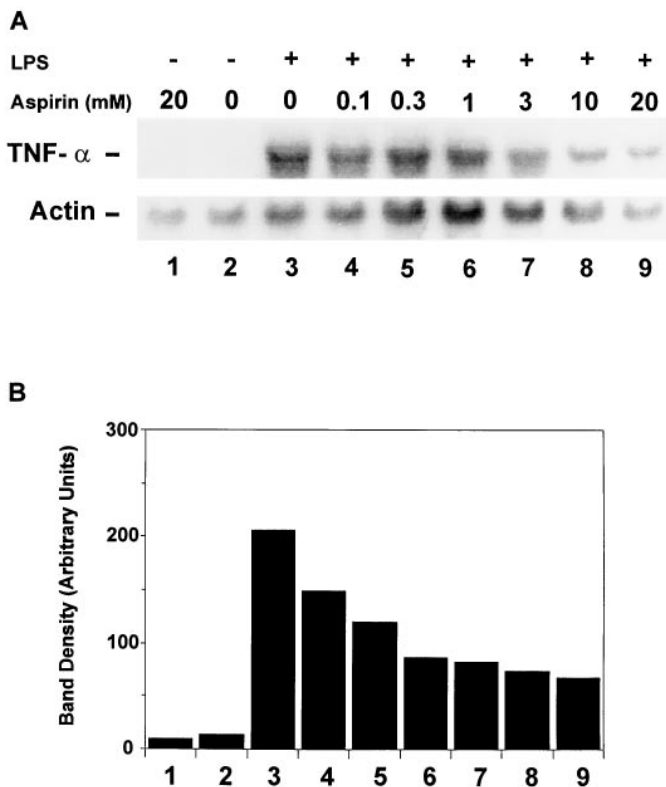 A
LPS - - + + + + + + +
Aspirin (mM) 20 0 0 0.1 0.3 1 3 10 20
TNF- α –
Actin –
1 2 3 4 5 6 7 8 9
B
Band Density (Arbitrary Units)
300
200
100
0
1 2 3 4 5 6 7 8 9